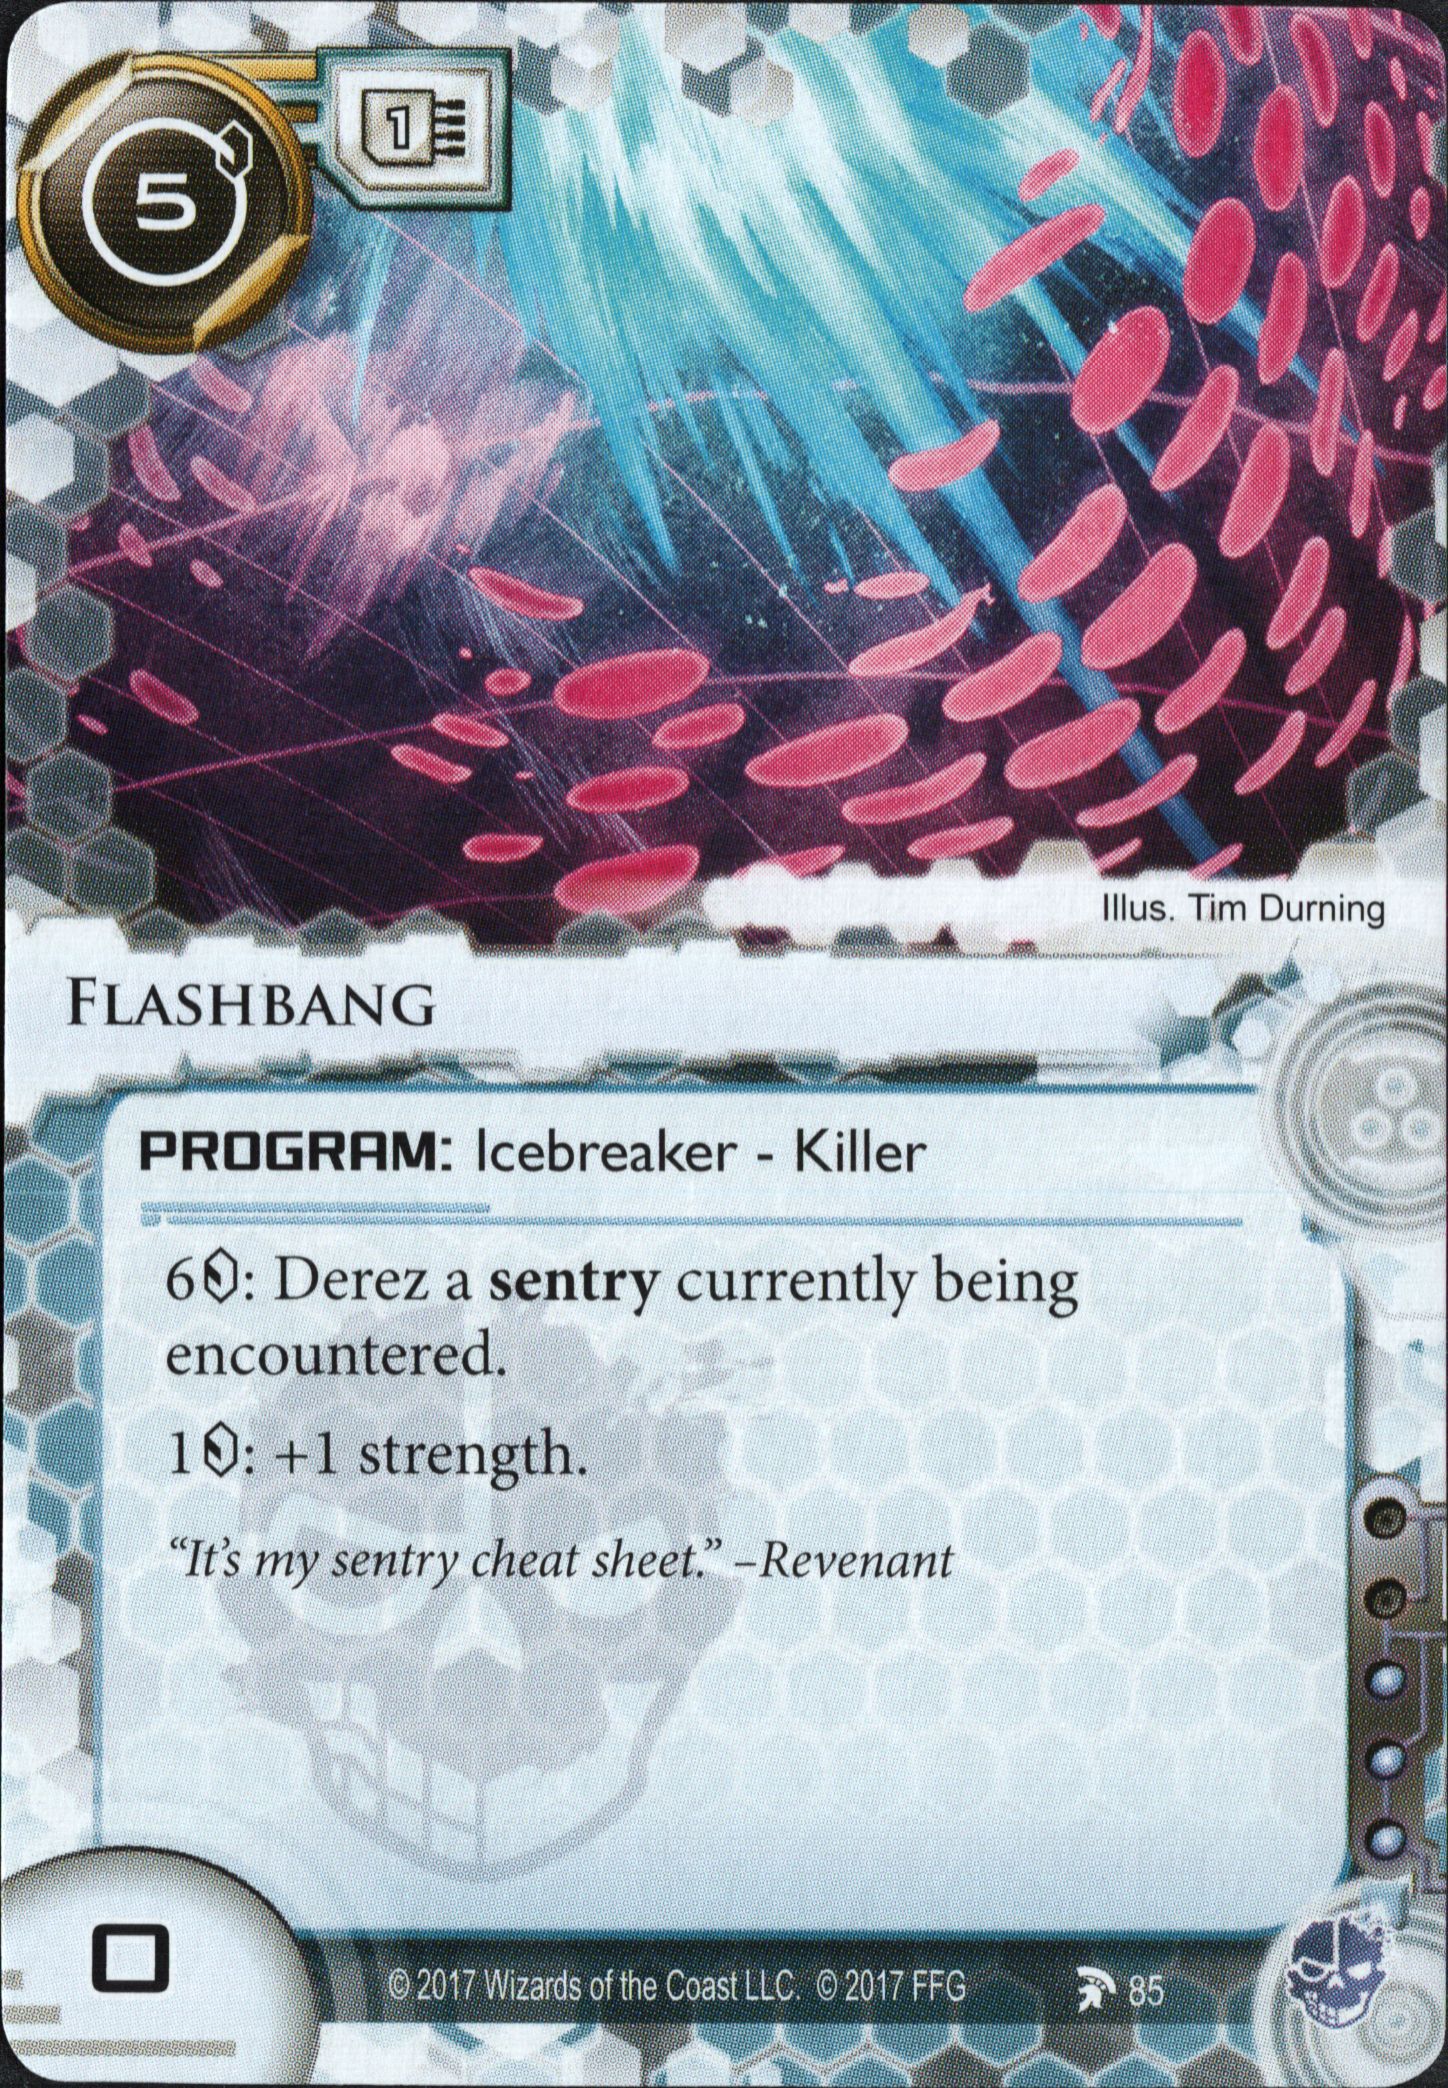 5
1
Illus. Tim Durning
FLASHBANG
PROGRAM: Icebreaker - Killer
6: Derez a sentry currently being
encountered.
1: +1 strength.
“It’s my sentry cheat sheet.” –Revenant
0
© 2017 Wizards of the Coast LLC. © 2017 FFG 85